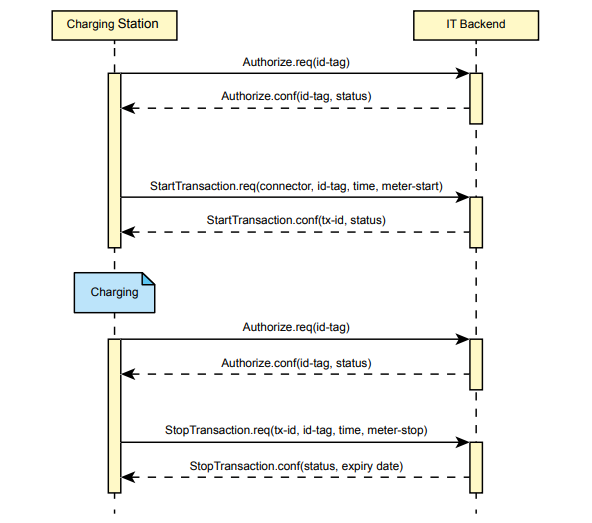 Charging Station
IT Backend
Authorize.req(id-tag)
Authorize.conf(id-tag, status)
StartTransaction.req(connector, id-tag, time, meter-start)
StartTransaction.conf(tx-id, status)
Charging
Authorize.req(id-tag)
Authorize.conf(id-tag, status)
StopTransaction.req(tx-id, id-tag, time, meter-stop)
StopTransaction.conf(status, expiry date)